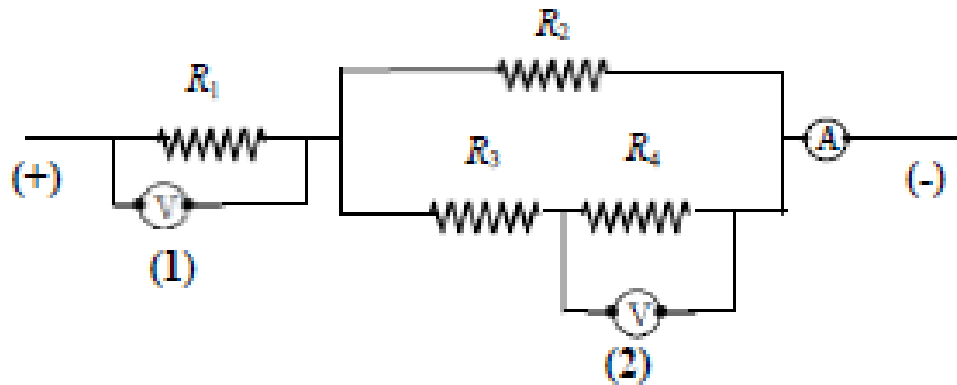 R₂
R₁
R₃ R₄
A
(+) (-)
V
(1)
V
(2)